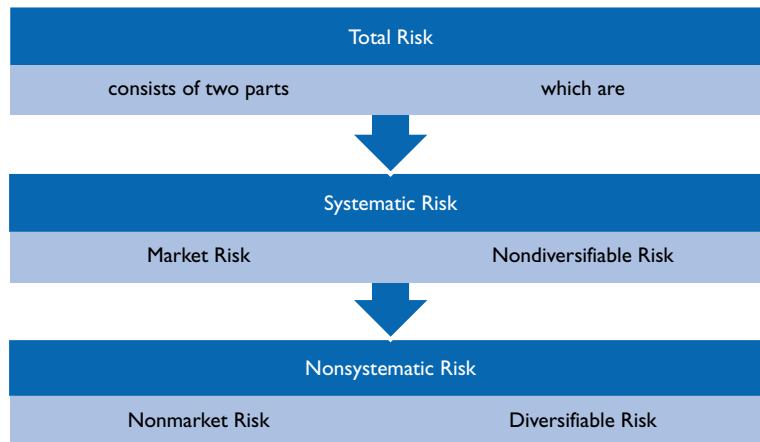 Total Risk
consists of two parts which are
Systematic Risk
Market Risk Nondiversifiable Risk
Nonsystematic Risk
Nonmarket Risk Diversifiable Risk